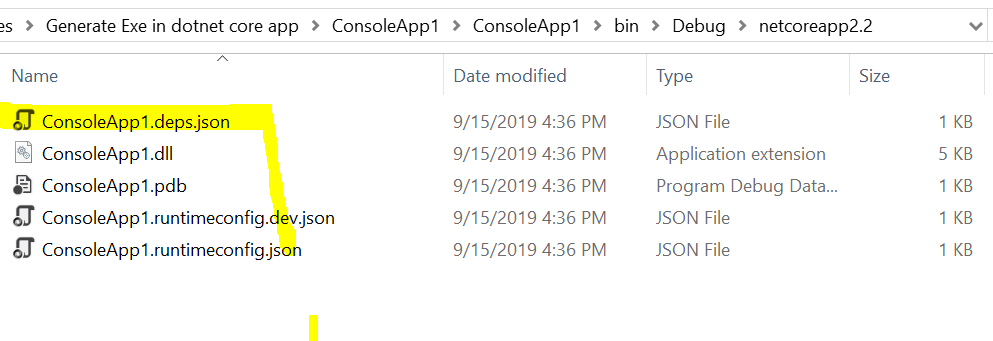 es > Generate Exe in dotnet core app > ConsoleApp1 > ConsoleApp1 > bin > Debug > netcoreapp2.2
Name Date modified Type Size
ConsoleApp1.deps.json 9/15/2019 4:36 PM JSON File 1 KB
ConsoleApp1.dll 9/15/2019 4:36 PM Application extension 5 KB
ConsoleApp1.pdb 9/15/2019 4:36 PM Program Debug Data... 1 KB
ConsoleApp1.runtimeconfig.dev.json 9/15/2019 4:36 PM JSON File 1 KB
ConsoleApp1.runtimeconfig.json 9/15/2019 4:36 PM JSON File 1 KB